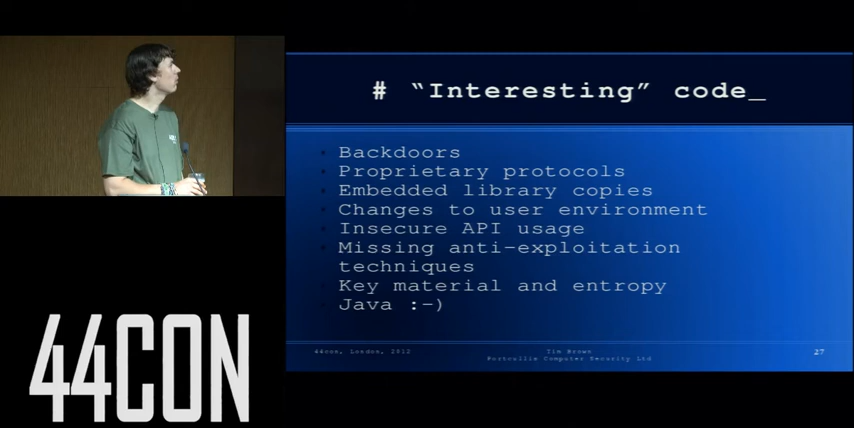 # “Interesting” code_
Backdoors
Proprietary protocols
Embedded library copies
Changes to user environment
Insecure API usage
Missing anti-exploitation
techniques
Key material and entropy
Java :-)
44con, London, 2012
Tim Brown
Portcullis Computer Security Ltd
27
44CON